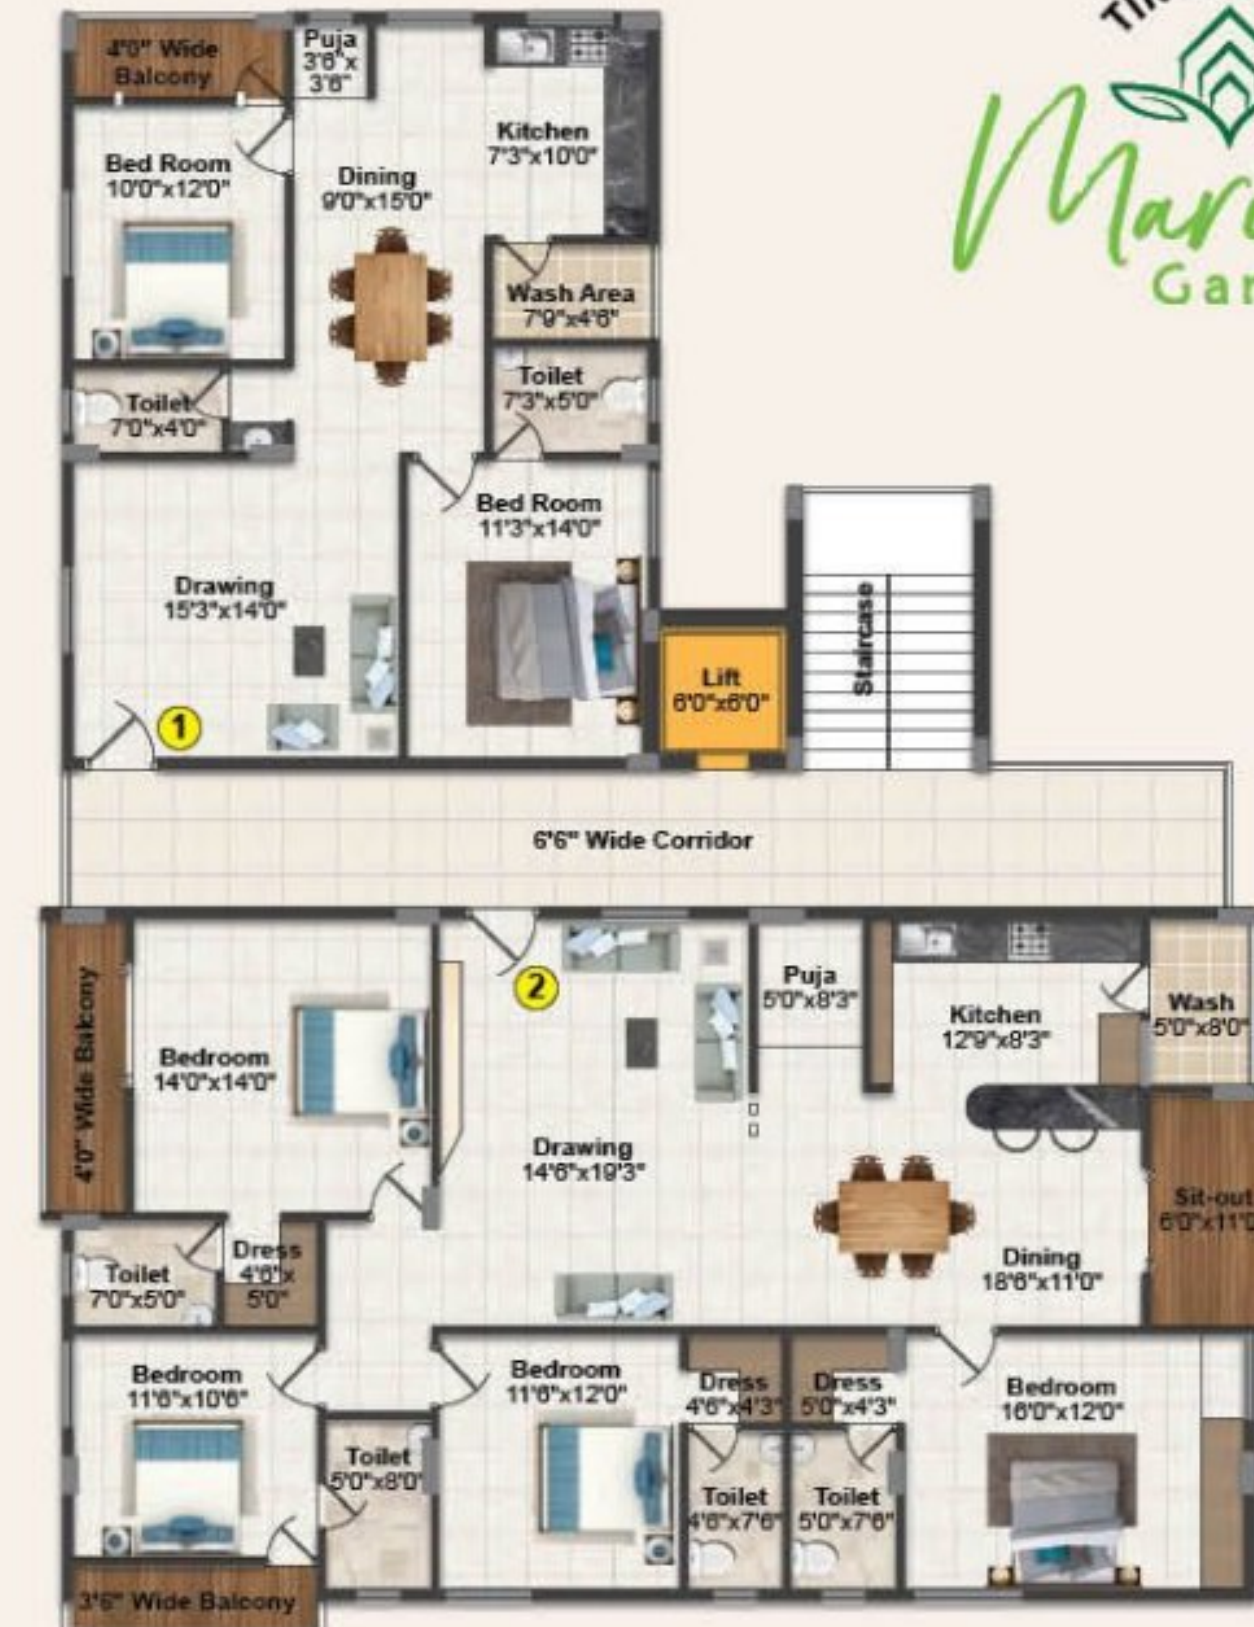 4'0" Wide
Balcony
Puja
3'6"x
3'6"
Kitchen
7'3"x10'0"
Bed Room
10'0"x12'0"
Dining
9'0"x15'0"
Wash Area
7'9"x4'6"
Toilet
7'3"x5'0"
Toilet
7'0"x4'0"
Bed Room
11'3"x14'0"
Drawing
15'3"x14'0"
1
Lift
6'0"x6'0"
Staircase
6'6" Wide Corridor
4'0" Wide Balcony
Bedroom
14'0"x14'0"
2
Puja
5'0"x8'3"
Kitchen
12'9"x8'3"
Wash
5'0"x8'0"
Drawing
14'6"x19'3"
Sit-out
6'0"x11'0
Dining
18'6"x11'0"
Toilet
7'0"x5'0"
Dress
4'6"x
5'0"
Bedroom
11'6"x10'6"
Bedroom
11'6"x12'0"
Dress
4'6"x4'3"
Dress
5'0"x4'3"
Bedroom
16'0"x12'0"
Toilet
5'0"x8'0"
Toilet
4'6"x7'6"
Toilet
5'0"x7'6"
3'6" Wide Balcony